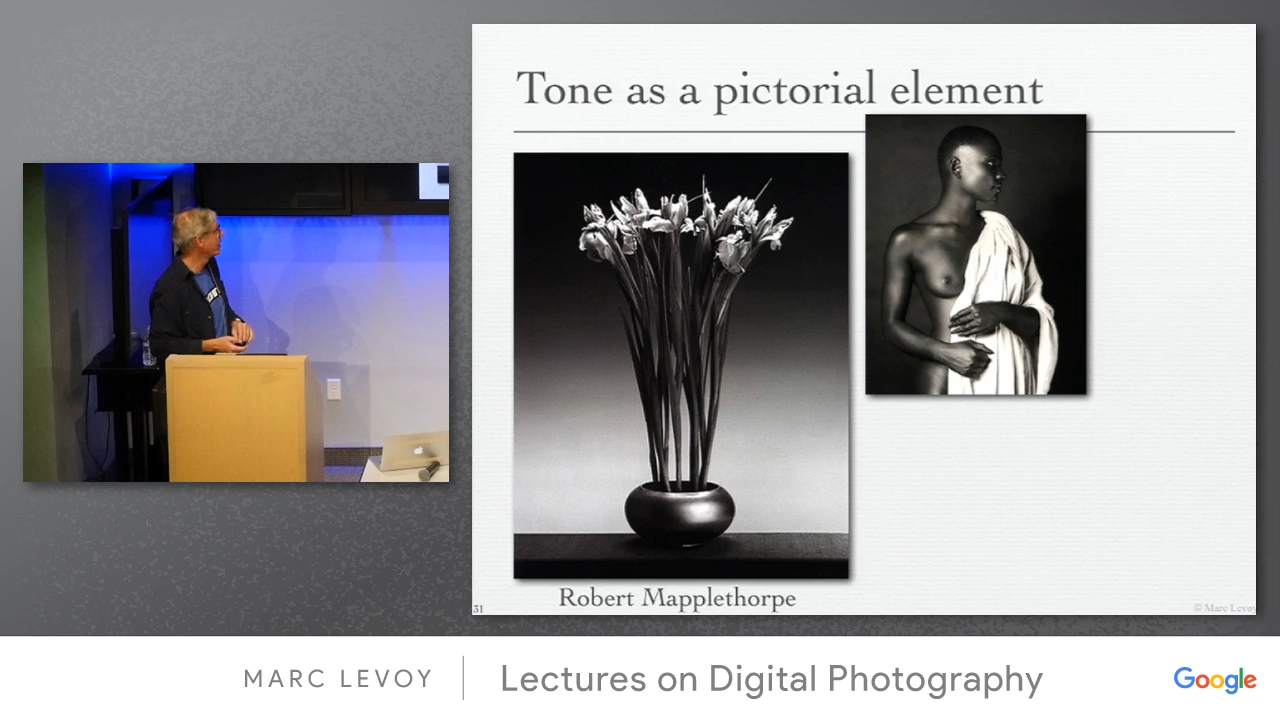 Tone as a pictorial element
Robert Mapplethorpe
31
© Marc Levoy
MARC LEVOY
Lectures on Digital Photography
Google